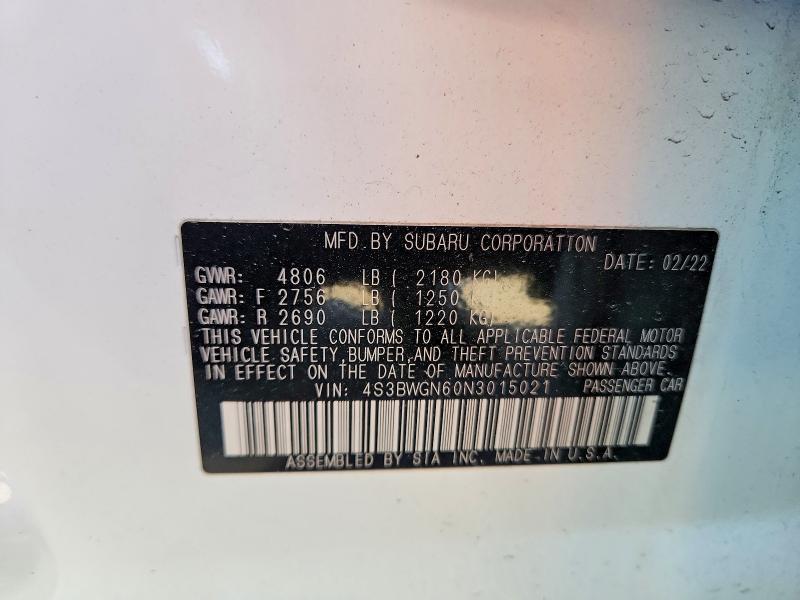 MFD.BY SUBARU CORPORATION
DATE: 02/22
GVWR: 4806 LB ( 2180 KG)
GAWR: F 2756 LB ( 1250 KG)
GAWR: R 2690 LB ( 1220 KG)
THIS VEHICLE CONFORMS TO ALL APPLICABLE FEDERAL MOTOR
VEHICLE SAFETY,BUMPER,AND THEFT PREVENTION STANDARDS
IN EFFECT ON THE DATE OF MANUFACTURE SHOWN ABOVE.
VIN: 4S3BWGN60N3015021 PASSENGER CAR
ASSEMBLED BY SIA INC. MADE IN U.S.A.